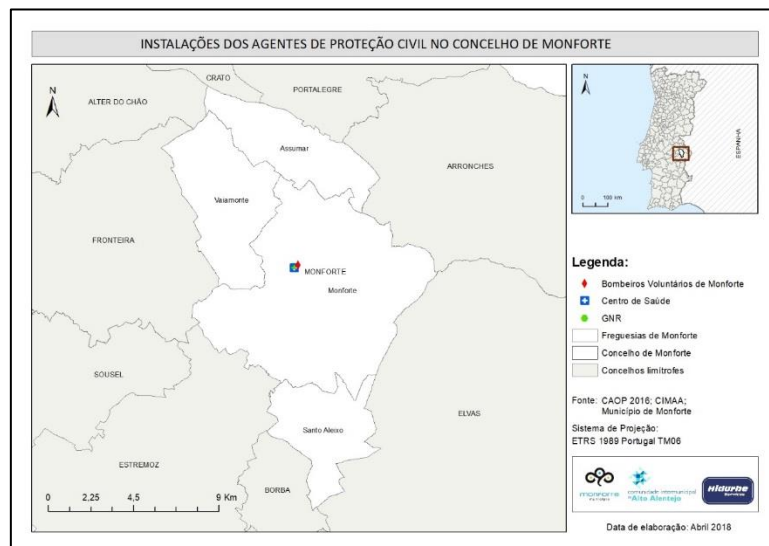 INSTALAÇÕES DOS AGENTES DE PROTEÇÃO CIVIL NO CONCELHO DE MONFORTE
N
CRATO
PORTALEGRE
ALTER DO CHÃO
Assumar
ARRONCHES
Vaiamonte
FRONTEIRA
MONFORTE
Monforte
SOUSEL
Santo Aleixo
ELVAS
ESTREMOZ
BORBA
0 2,25 4,5 9 Km
N
ESPANHA
0 100 km
Legenda:
Bombeiros Voluntários de Monforte
Centro de Saúde
GNR
Freguesias de Monforte
Concelho de Monforte
Concelhos limítrofes
Fonte: CAOP 2016; CIMAA;
Município de Monforte
Sistema de Projeção:
ETRS 1989 Portugal TM06
monforte
comunidade intermunicipal
do Alto Alentejo
Hidurbe
Services
Data de elaboração: Abril 2018